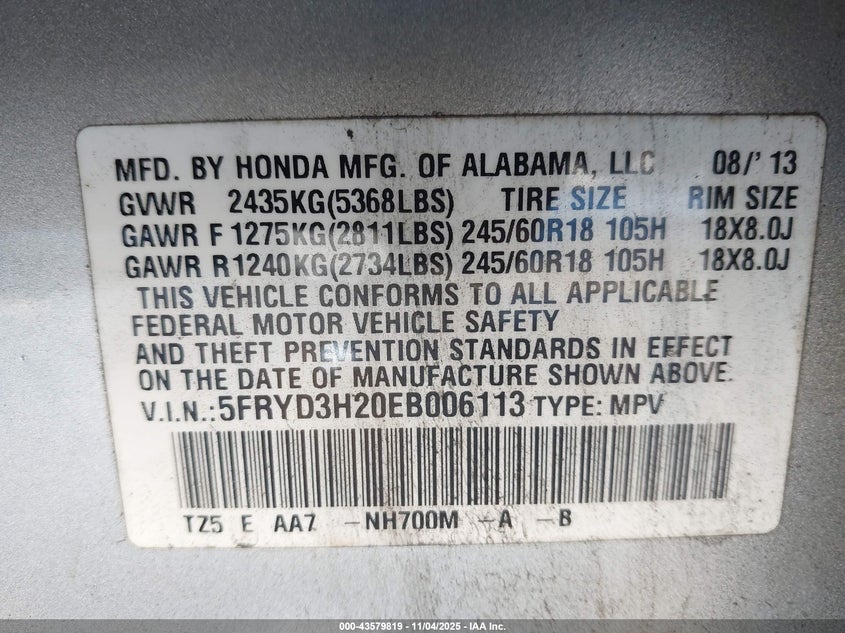 MFD. BY HONDA MFG. OF ALABAMA, LLC 08/' 13
GVWR 2435KG(5368LBS) TIRE SIZE RIM SIZE
GAWR F 1275KG(2811LBS) 245/60R18 105H 18X8.0J
GAWR R1240KG(2734LBS) 245/60R18 105H 18X8.0J
THIS VEHICLE CONFORMS TO ALL APPLICABLE
FEDERAL MOTOR VEHICLE SAFETY
AND THEFT PREVENTION STANDARDS IN EFFECT
ON THE DATE OF MANUFACTURE SHOWN ABOVE.
V.I.N.:5FRYD3H20EB006113 TYPE: MPV
TZ5 E AA7 -NH700M -A -B
000-43579819 - 11/04/2025 - IAA Inc.